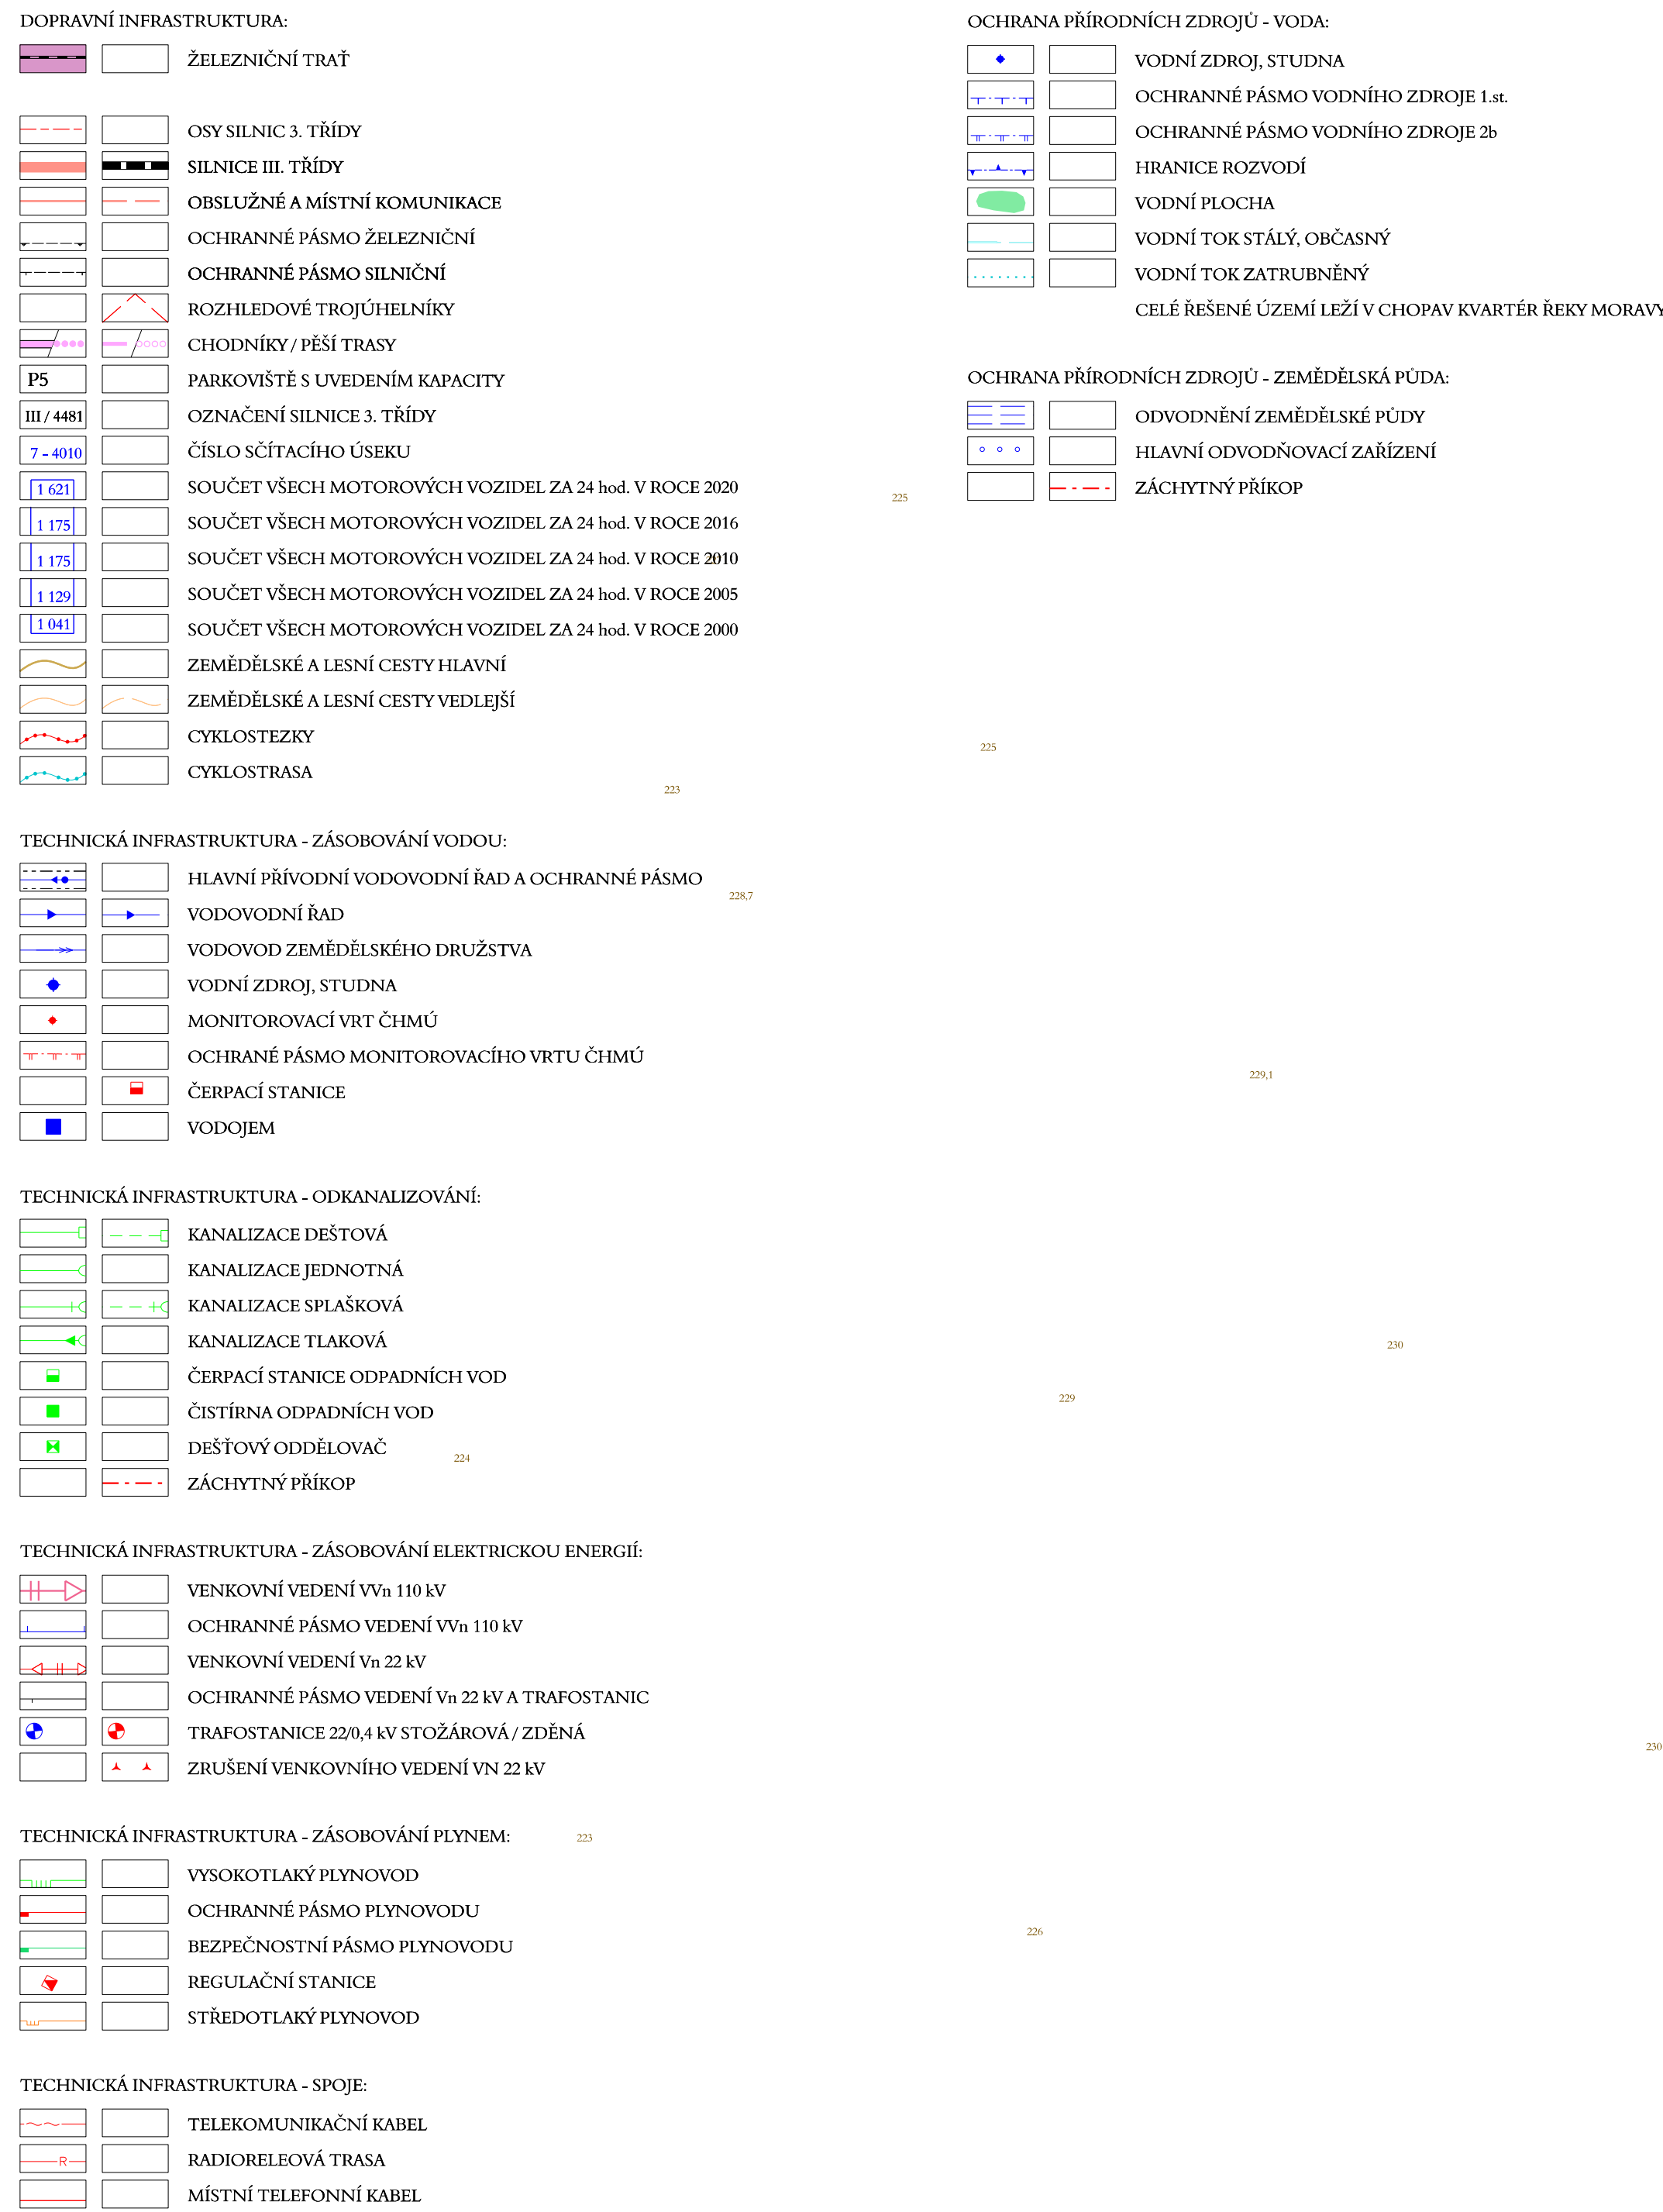 DOPRAVNÍ INFRASTRUKTURA:
ŽELEZNIČNÍ TRAŤ
OSY SILNIC 3. TŘÍDY
SILNICE III. TŘÍDY
OBSLUŽNÉ A MÍSTNÍ KOMUNIKACE
OCHRANNÉ PÁSMO ŽELEZNIČNÍ
OCHRANNÉ PÁSMO SILNIČNÍ
ROZHLEDOVÉ TROJÚHELNÍKY
CHODNÍKY / PĚŠÍ TRASY
P5 PARKOVIŠTĚ S UVEDENÍM KAPACITY
III / 4481 OZNAČENÍ SILNICE 3. TŘÍDY
7 - 4010 ČÍSLO SČÍTACÍHO ÚSEKU
1 621 SOUČET VŠECH MOTOROVÝCH VOZIDEL ZA 24 hod. V ROCE 2020
225
1 175 SOUČET VŠECH MOTOROVÝCH VOZIDEL ZA 24 hod. V ROCE 2016
1 175 SOUČET VŠECH MOTOROVÝCH VOZIDEL ZA 24 hod. V ROCE 2010
1 129 SOUČET VŠECH MOTOROVÝCH VOZIDEL ZA 24 hod. V ROCE 2005
1 041 SOUČET VŠECH MOTOROVÝCH VOZIDEL ZA 24 hod. V ROCE 2000
ZEMĚDĚLSKÉ A LESNÍ CESTY HLAVNÍ
ZEMĚDĚLSKÉ A LESNÍ CESTY VEDLEJŠÍ
CYKLOSTEZKY
225
CYKLOSTRASA
223
TECHNICKÁ INFRASTRUKTURA - ZÁSOBOVÁNÍ VODOU:
HLAVNÍ PŘÍVODNÍ VODOVODNÍ ŘAD A OCHRANNÉ PÁSMO
228,7
VODOVODNÍ ŘAD
VODOVOD ZEMĚDĚLSKÉHO DRUŽSTVA
VODNÍ ZDROJ, STUDNA
MONITOROVACÍ VRT ČHMÚ
OCHRANÉ PÁSMO MONITOROVACÍHO VRTU ČHMÚ
229,1
ČERPACÍ STANICE
VODOJEM
TECHNICKÁ INFRASTRUKTURA - ODKANALIZOVÁNÍ:
KANALIZACE DEŠTOVÁ
KANALIZACE JEDNOTNÁ
KANALIZACE SPLAŠKOVÁ
KANALIZACE TLAKOVÁ
230
ČERPACÍ STANICE ODPADNÍCH VOD
229
ČISTÍRNA ODPADNÍCH VOD
DEŠŤOVÝ ODDĚLOVAČ
224
ZÁCHYTNÝ PŘÍKOP
TECHNICKÁ INFRASTRUKTURA - ZÁSOBOVÁNÍ ELEKTRICKOU ENERGIÍ:
VENKOVNÍ VEDENÍ VVn 110 kV
OCHRANNÉ PÁSMO VEDENÍ VVn 110 kV
VENKOVNÍ VEDENÍ Vn 22 kV
OCHRANNÉ PÁSMO VEDENÍ Vn 22 kV A TRAFOSTANIC
TRAFOSTANICE 22/0,4 kV STOŽÁROVÁ / ZDĚNÁ
230
ZRUŠENÍ VENKOVNÍHO VEDENÍ VN 22 kV
TECHNICKÁ INFRASTRUKTURA - ZÁSOBOVÁNÍ PLYNEM:
223
VYSOKOTLAKÝ PLYNOVOD
OCHRANNÉ PÁSMO PLYNOVODU
226
BEZPEČNOSTNÍ PÁSMO PLYNOVODU
REGULAČNÍ STANICE
STŘEDOTLAKÝ PLYNOVOD
TECHNICKÁ INFRASTRUKTURA - SPOJE:
TELEKOMUNIKAČNÍ KABEL
R RADIORELEOVÁ TRASA
MÍSTNÍ TELEFONNÍ KABEL
OCHRANA PŘÍRODNÍCH ZDROJŮ - VODA:
VODNÍ ZDROJ, STUDNA
OCHRANNÉ PÁSMO VODNÍHO ZDROJE 1.st.
OCHRANNÉ PÁSMO VODNÍHO ZDROJE 2b
HRANICE ROZVODÍ
VODNÍ PLOCHA
VODNÍ TOK STÁLÝ, OBČASNÝ
VODNÍ TOK ZATRUBNĚNÝ
CELÉ ŘEŠENÉ ÚZEMÍ LEŽÍ V CHOPAV KVARTÉR ŘEKY MORAVY
OCHRANA PŘÍRODNÍCH ZDROJŮ - ZEMĚDĚLSKÁ PŮDA:
ODVODNĚNÍ ZEMĚDĚLSKÉ PŮDY
HLAVNÍ ODVODŇOVACÍ ZAŘÍZENÍ
ZÁCHYTNÝ PŘÍKOP